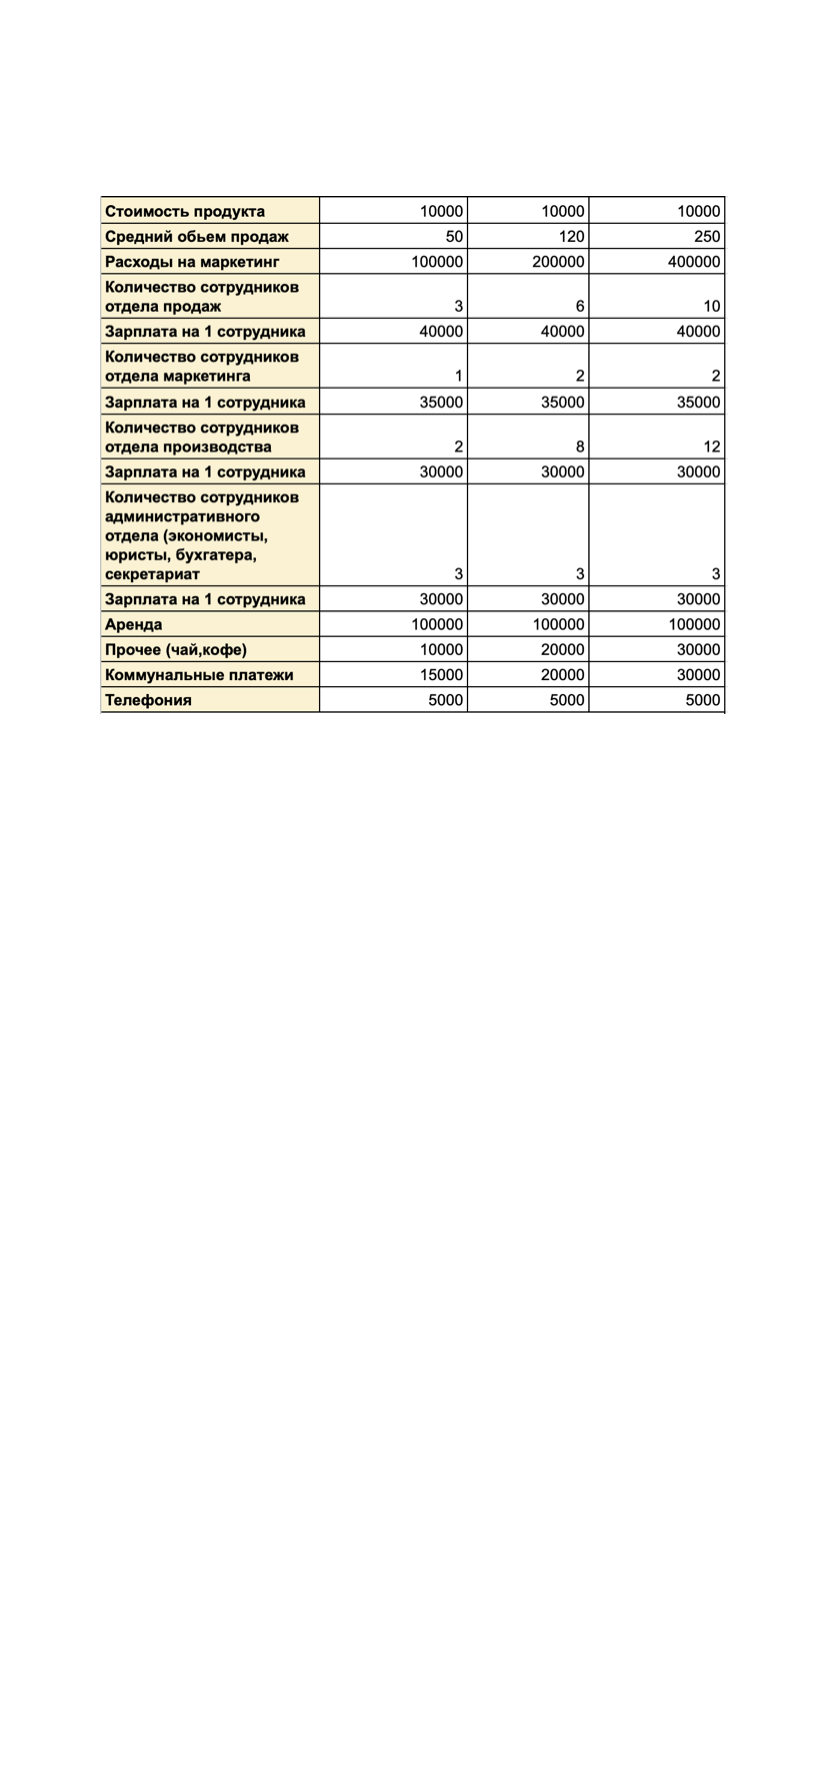 Стоимость продукта 10000 10000 10000
Средний обьем продаж 50 120 250
Расходы на маркетинг 100000 200000 400000
Количество сотрудников
отдела продаж 3 6 10
Зарплата на 1 сотрудника 40000 40000 40000
Количество сотрудников
отдела маркетинга 1 2 2
Зарплата на 1 сотрудника 35000 35000 35000
Количество сотрудников
отдела производства 2 8 12
Зарплата на 1 сотрудника 30000 30000 30000
Количество сотрудников
административного
отдела (экономисты,
юристы, бухгатера,
секретариат 3 3 3
Зарплата на 1 сотрудника 30000 30000 30000
Аренда 100000 100000 100000
Прочее (чай,кофе) 10000 20000 30000
Коммунальные платежи 15000 20000 30000
Телефония 5000 5000 5000